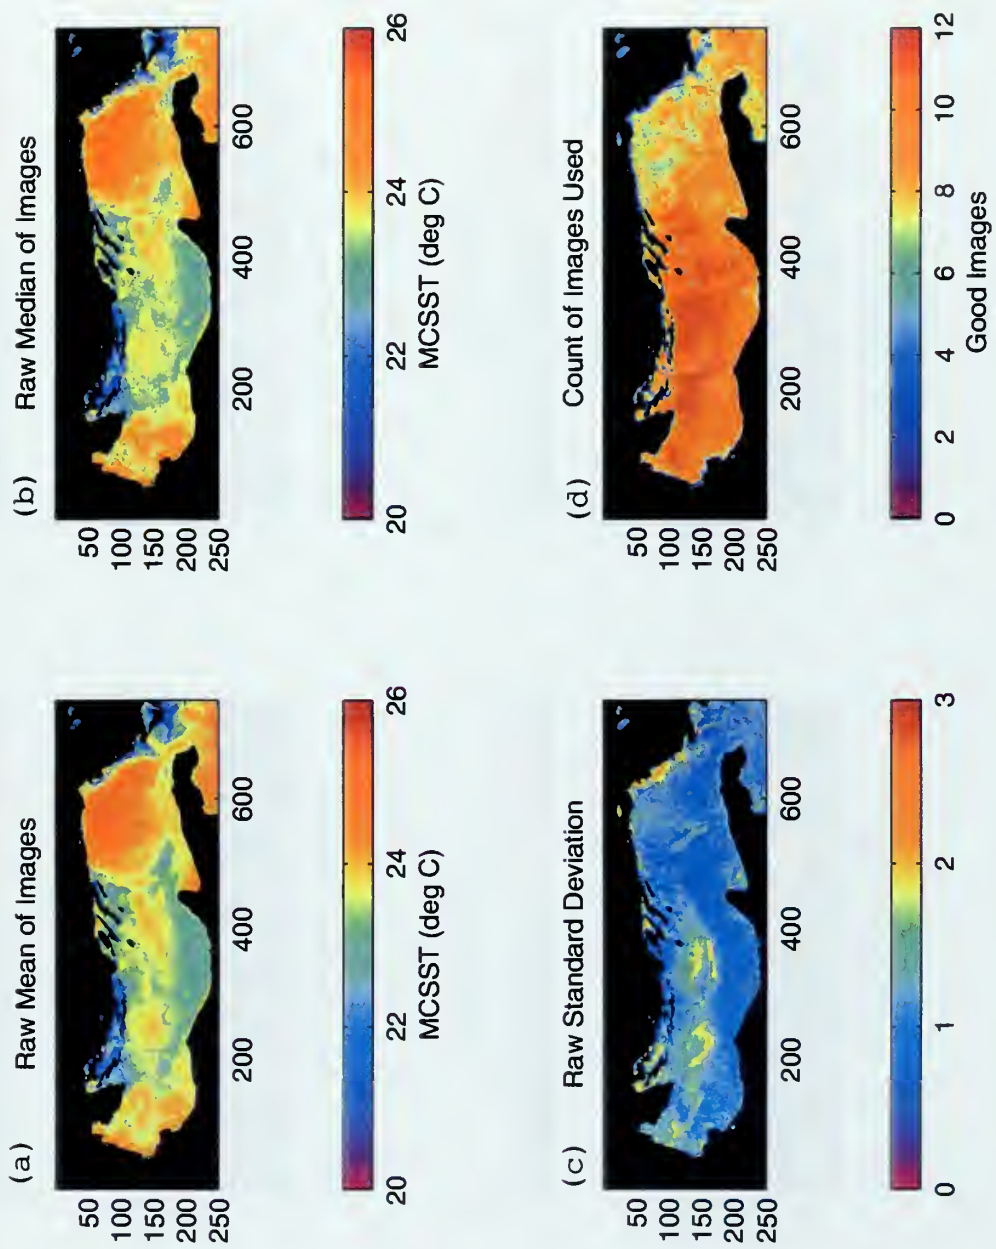 (a) Raw Mean of Images
50
100
150
200
250
200 400 600
20 22 24 26
MCSST (deg C)
(b) Raw Median of Images
50
100
150
200
250
200 400 600
20 22 24 26
MCSST (deg C)
(c) Raw Standard Deviation
50
100
150
200
250
200 400 600
0 1 2 3
(d) Count of Images Used
50
100
150
200
250
200 400 600
0 2 4 6 8 10 12
Good Images